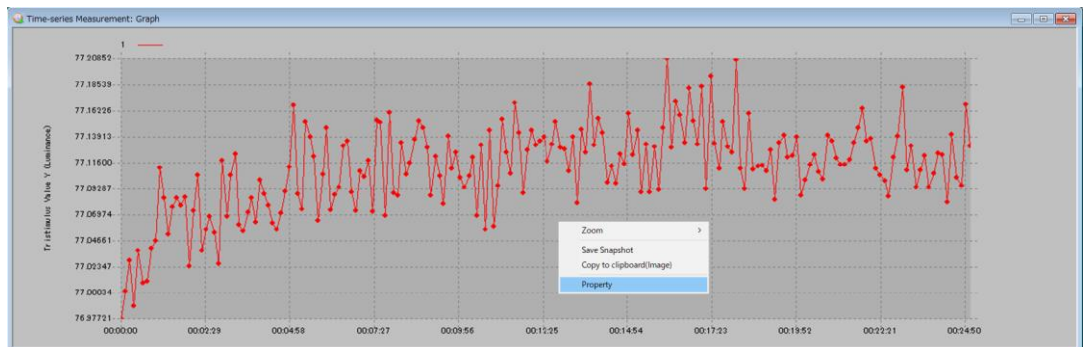 Time-series Measurement: Graph
1
77.20852
77.18539
77.16226
77.13913
77.11600
77.09287
77.06974
77.04661
77.02347
77.00034
76.97721
Tristimulus Value Y (Luminance)
Zoom
Save Snapshot
Copy to clipboard(Image)
Property
00:00:00 00:02:29 00:04:58 00:07:27 00:09:56 00:12:25 00:14:54 00:17:23 00:19:52 00:22:21 00:24:50